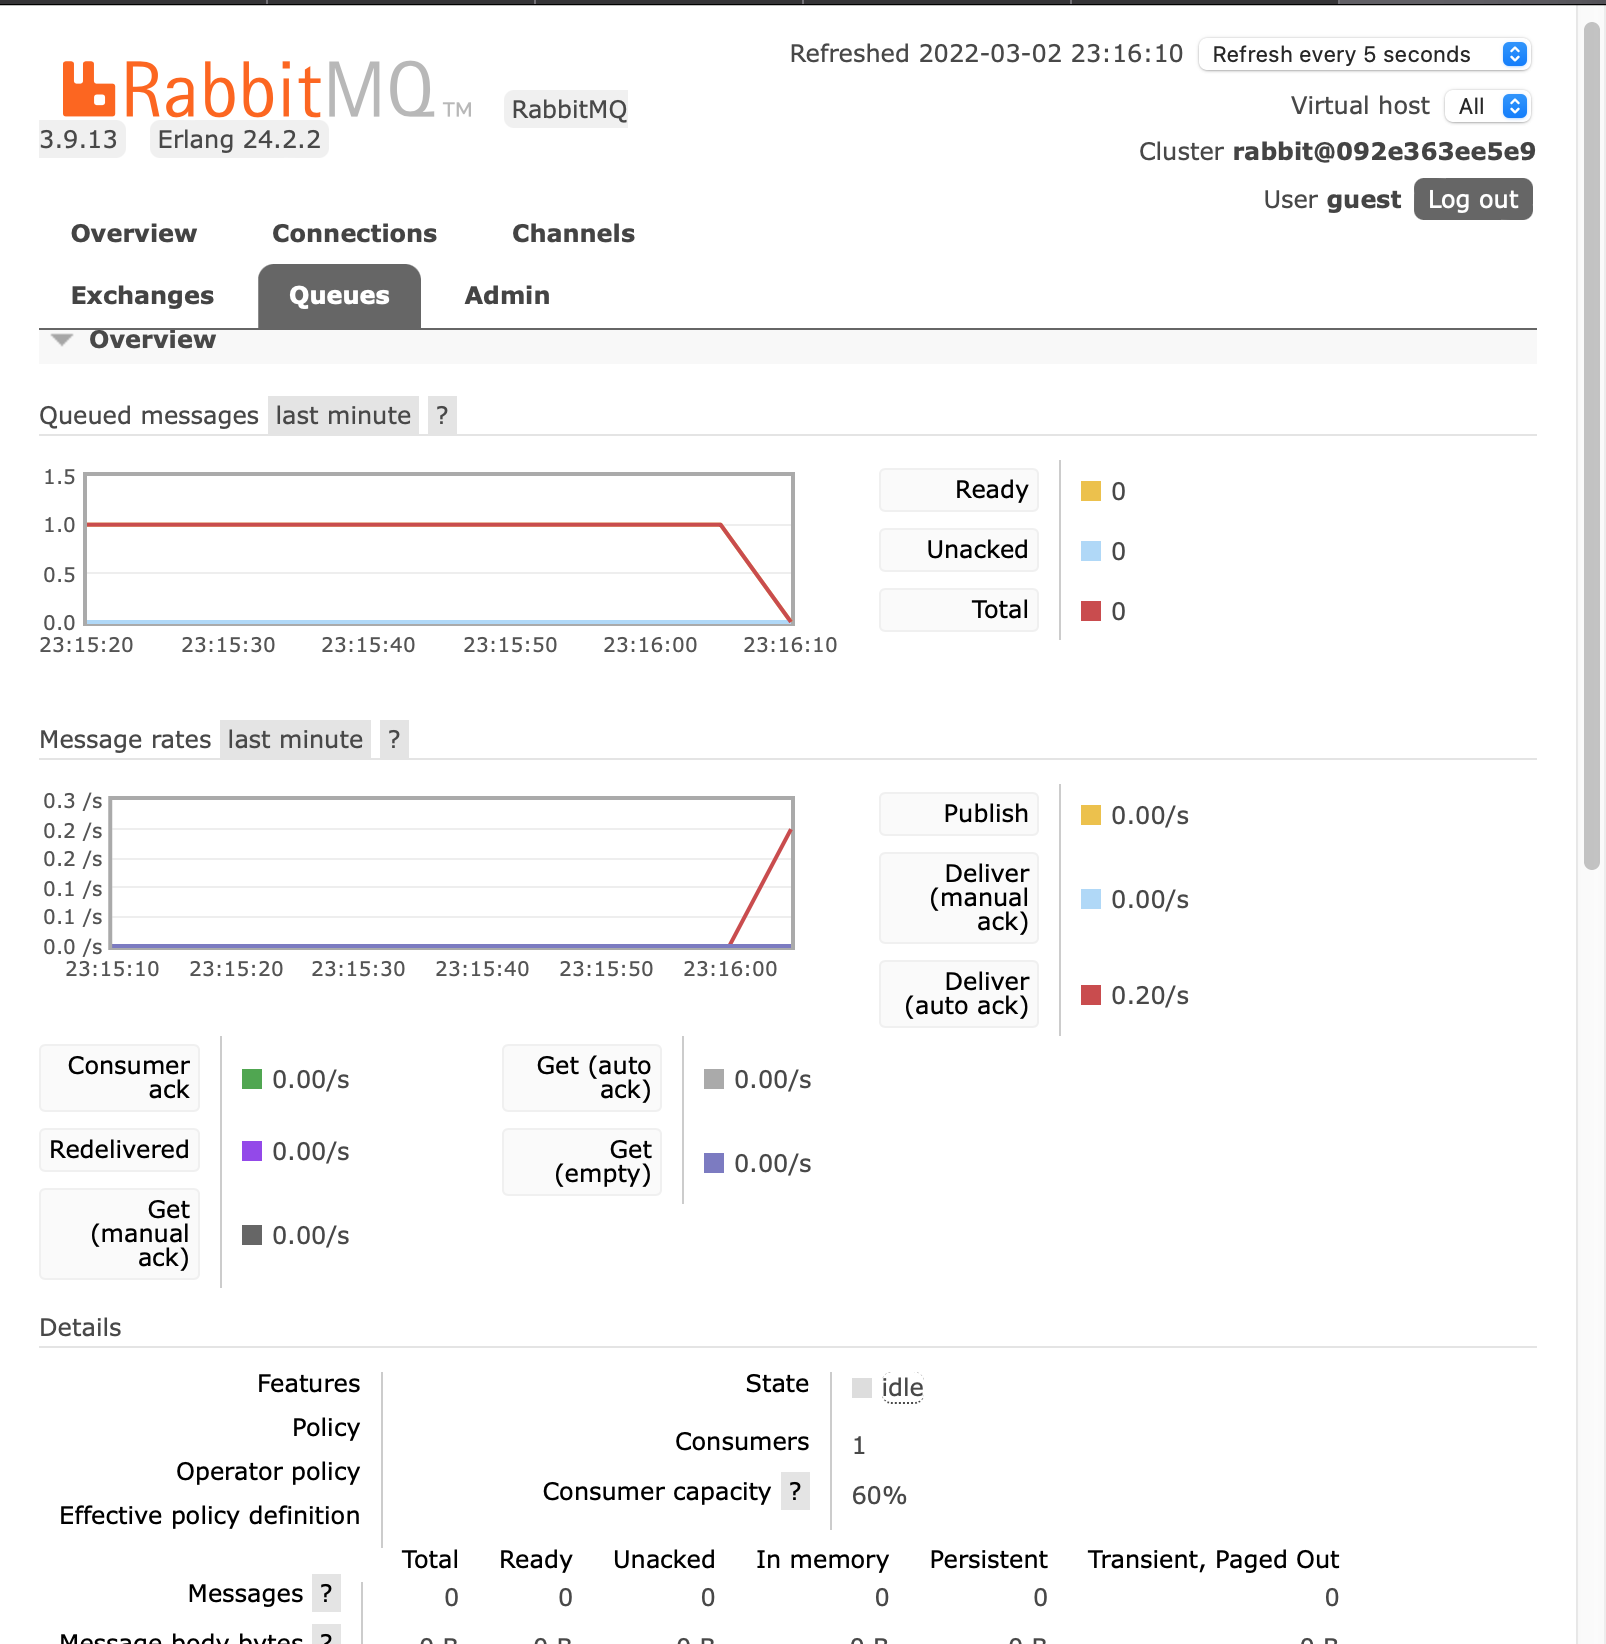 RabbitMQ TM RabbitMQ
3.9.13 Erlang 24.2.2
Refreshed 2022-03-02 23:16:10 Refresh every 5 seconds
Virtual host All
Cluster rabbit@092e363ee5e9
User guest Log out
Overview Connections Channels
Exchanges Queues Admin
Overview
Queued messages last minute ?
1.5
1.0
0.5
0.0
23:15:20 23:15:30 23:15:40 23:15:50 23:16:00 23:16:10
Ready 0
Unacked 0
Total 0
Message rates last minute ?
0.3 /s
0.2 /s
0.2 /s
0.1 /s
0.1 /s
0.0 /s
23:15:10 23:15:20 23:15:30 23:15:40 23:15:50 23:16:00
Publish 0.00/s
Deliver
(manual
ack) 0.00/s
Deliver
(auto ack) 0.20/s
Consumer
ack 0.00/s
Redelivered 0.00/s
Get
(manual
ack) 0.00/s
Get (auto
ack) 0.00/s
Get
(empty) 0.00/s
Details
Features
Policy
Operator policy
Effective policy definition
State idle
Consumers 1
Consumer capacity ? 60%
Total Ready Unacked In memory Persistent Transient, Paged Out
Messages ? 0 0 0 0 0 0
Message body bytes ? 0 B 0 B 0 B 0 B 0 B 0 B